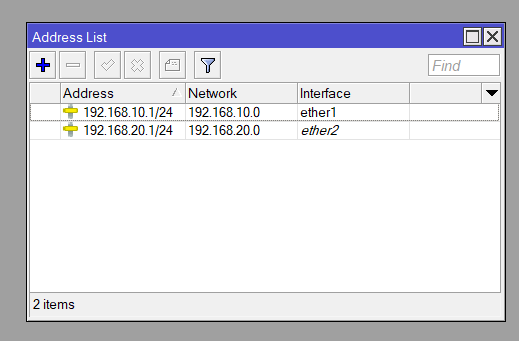 Address List
Find
Address Network Interface
192.168.10.1/24 192.168.10.0 ether1
192.168.20.1/24 192.168.20.0 ether2
2 items